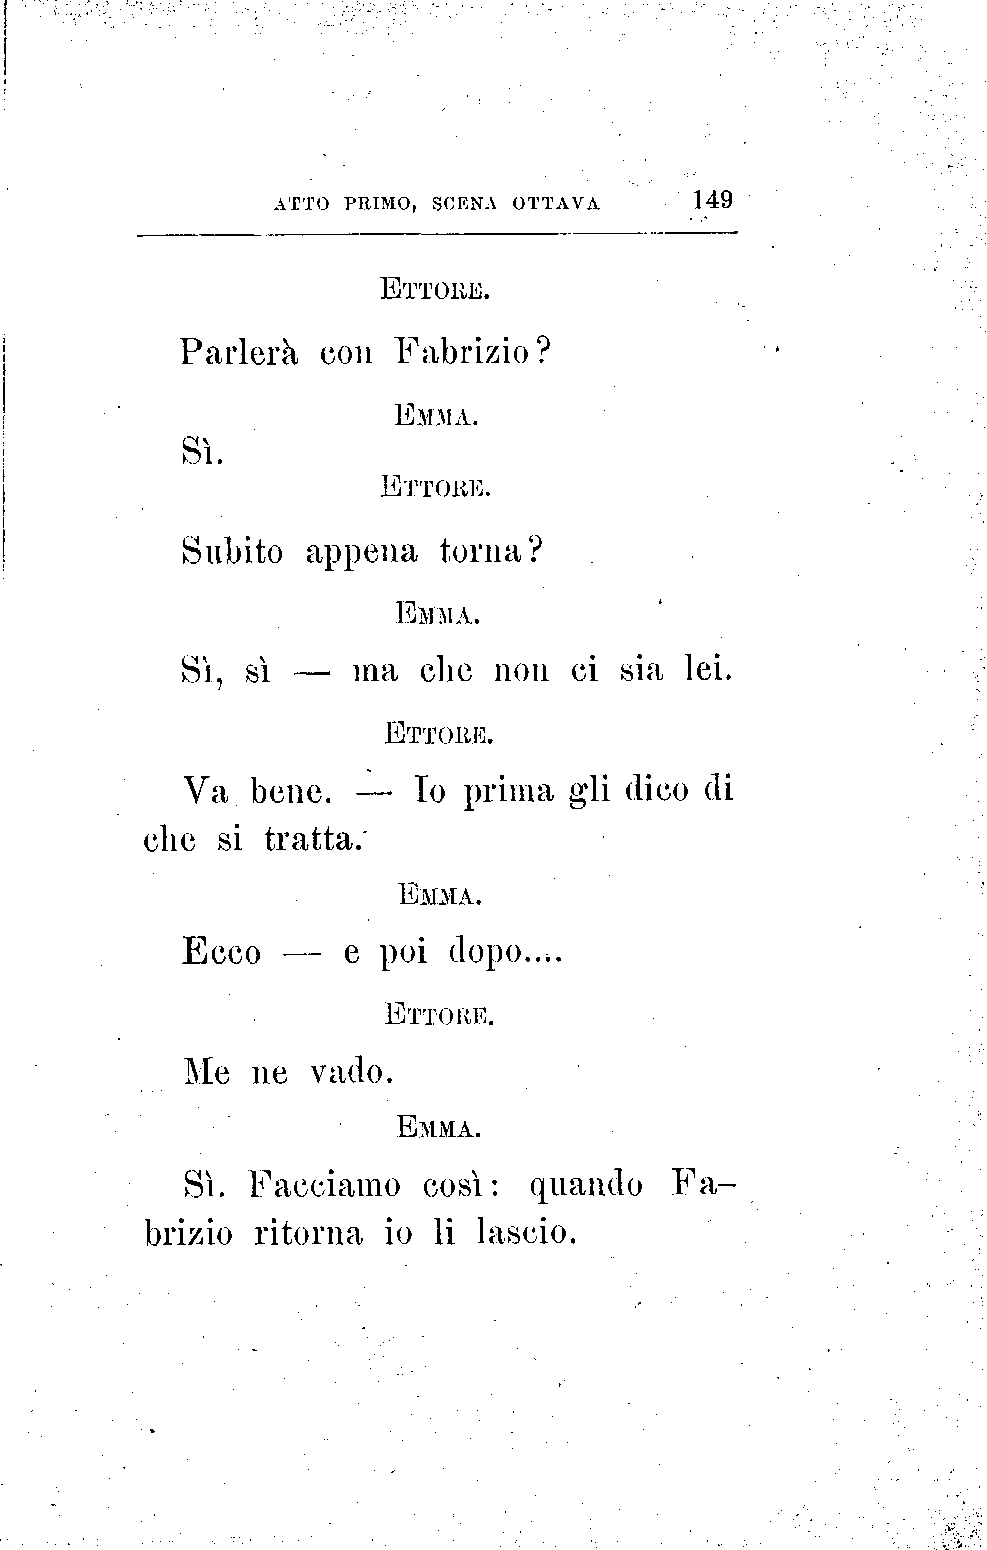 ATTO PRIMO, SCENA OTTAVA 149
ETTORE.
Parlerà con Fabrizio?
EMMA.
Sì.
ETTORE.
Subito appena torna?
EMMA.
Sì, sì — ma che non ci sia lei.
ETTORE.
Va bene. — Io prima gli dico di
che si tratta.
EMMA.
Ecco — e poi dopo....
ETTORE.
Me ne vado.
EMMA.
Sì. Facciamo così: quando Fa-
brizio ritorna io li lascio.